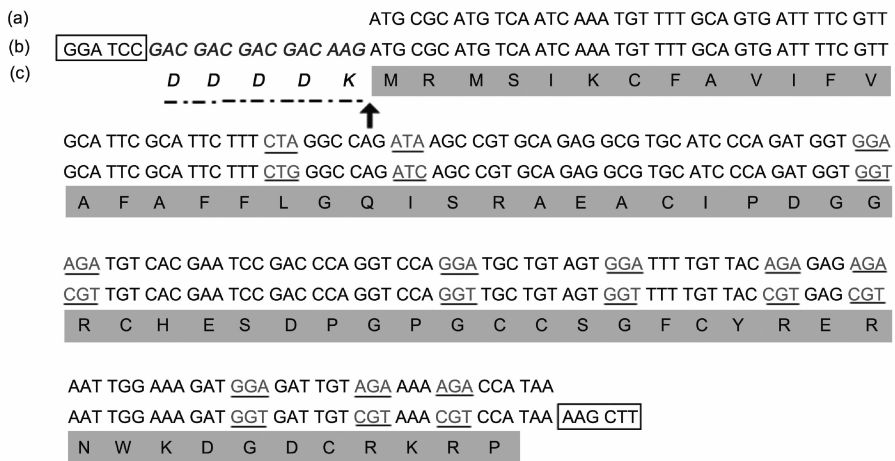 (a) ATG CGC ATG TCA ATC AAA TGT TTT GCA GTG ATT TTC GTT
(b) GGA TCC GAC GAC GAC GAC AAG ATG CGC ATG TCA ATC AAA TGT TTT GCA GTG ATT TTC GTT
(c) D D D D K M R M S I K C F A V I F V
GCA TTC GCA TTC TTT CTA GGC CAG ATA AGC CGT GCA GAG GCG TGC ATC CCA GAT GGT GGA
GCA TTC GCA TTC TTT CTG GGC CAG ATC AGC CGT GCA GAG GCG TGC ATC CCA GAT GGT GGT
A F A F F L G Q I S R A E A C I P D G G
AGA TGT CAC GAA TCC GAC CCA GGT CCA GGA TGC TGT AGT GGA TTT TGT TAC AGA GAG AGA
CGT TGT CAC GAA TCC GAC CCA GGT CCA GGT TGC TGT AGT GGT TTT TGT TAC CGT GAG CGT
R C H E S D P G P G C C S G F C Y R E R
AAT TGG AAA GAT GGA GAT TGT AGA AAA AGA CCA TAA
AAT TGG AAA GAT GGT GAT TGT CGT AAA CGT CCA TAA AAG CTT
N W K D G D C R K R P